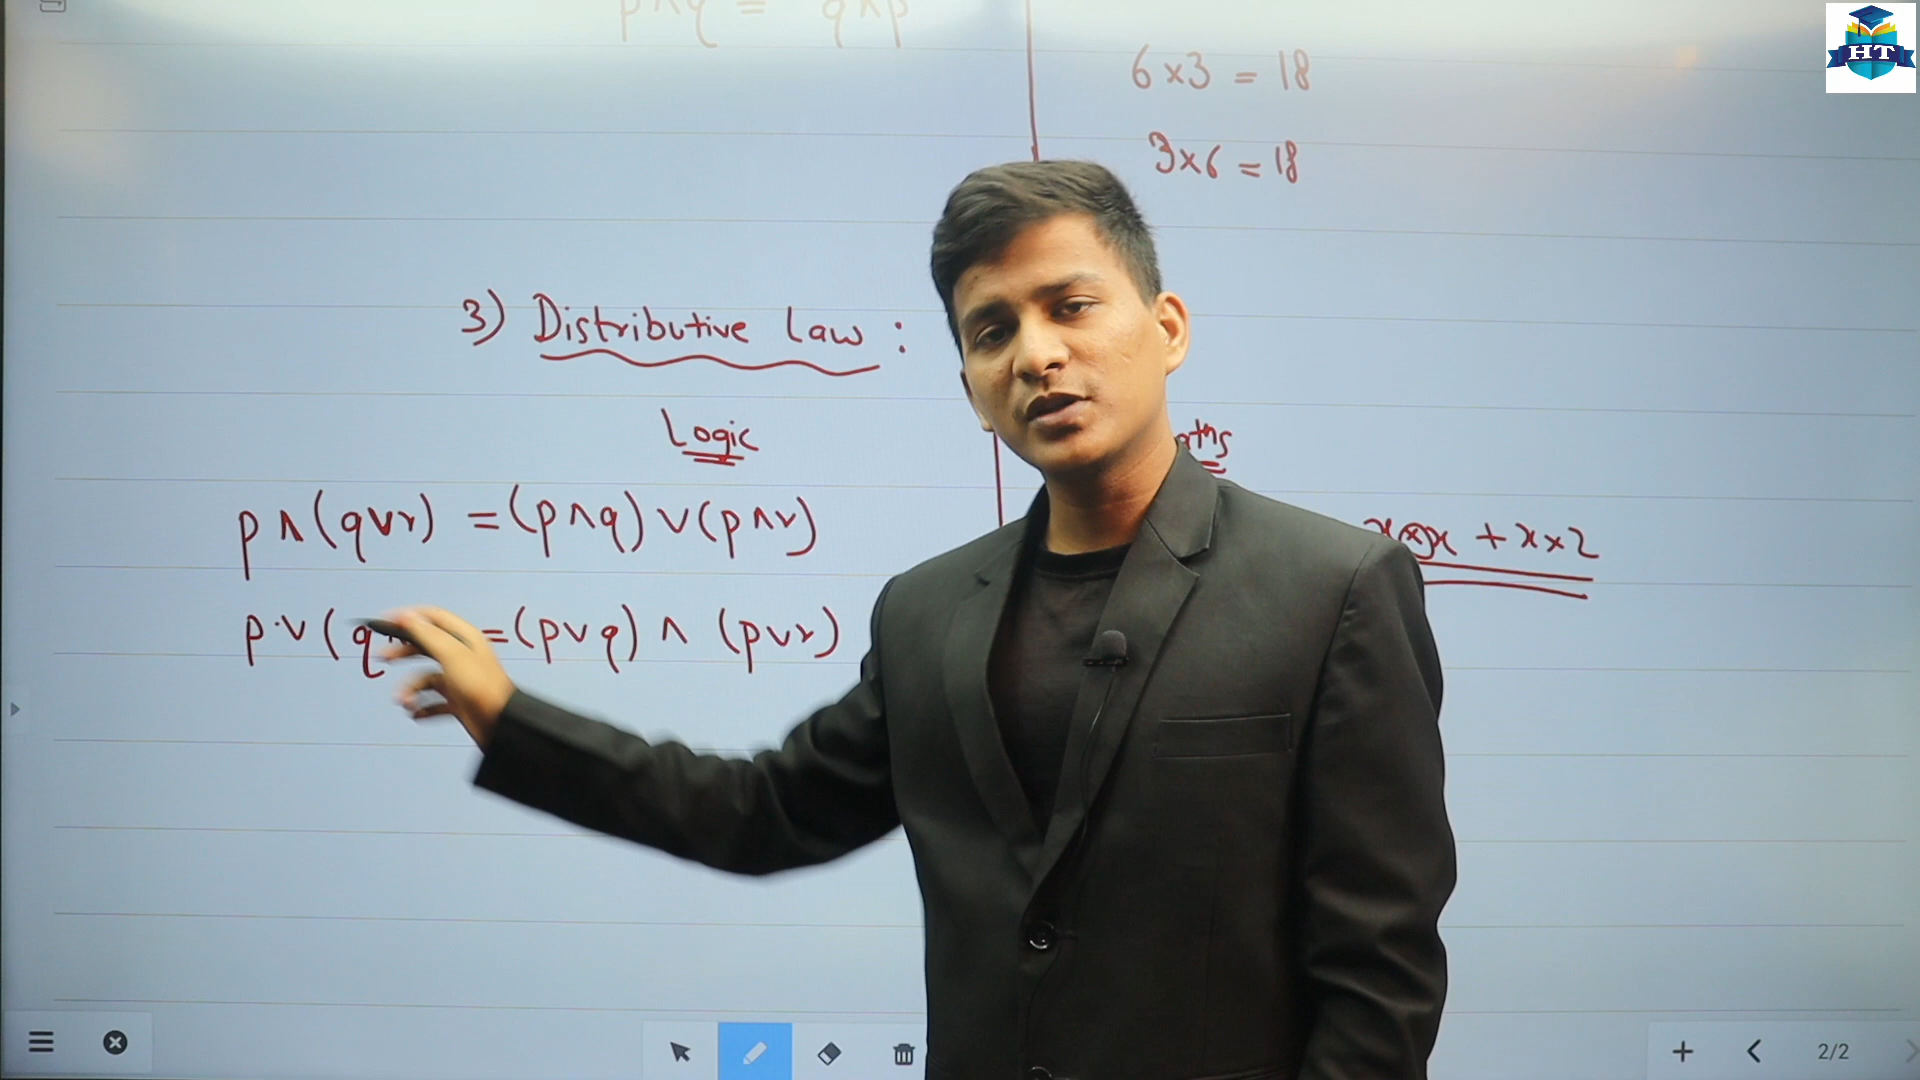 p∧q = q∧p
6×3 = 18
3×6 = 18
HT
3) Distributive Law :
Logic
p∧(q∨r) = (p∧q)∨(p∧r)
x + x×2
p∨(q = (p∨q) ∧ (p∨r)
2/2